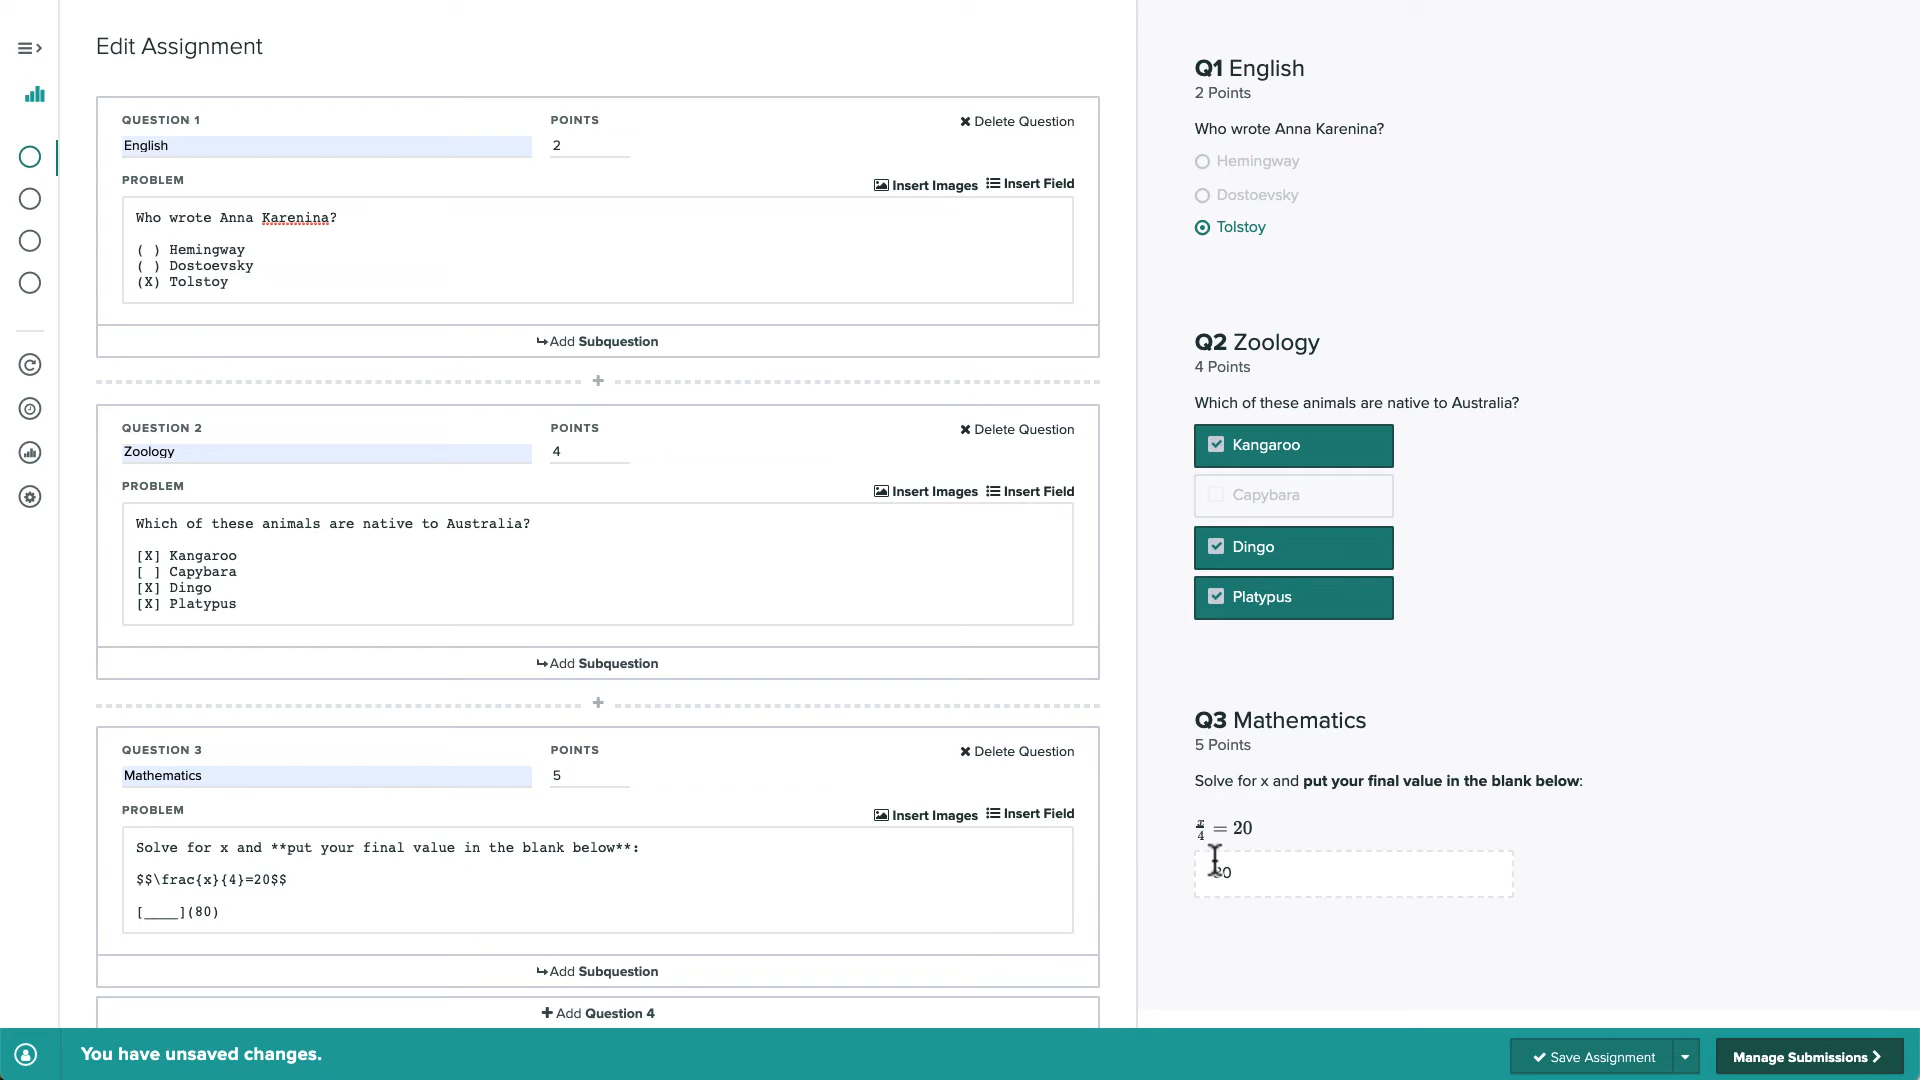 Edit Assignment
QUESTION 1
POINTS
Delete Question
English
2
PROBLEM
Insert Images
Insert Field
Who wrote Anna Karenina?
( ) Hemingway
( ) Dostoevsky
(X) Tolstoy
Add Subquestion
QUESTION 2
POINTS
Delete Question
Zoology
4
PROBLEM
Insert Images
Insert Field
Which of these animals are native to Australia?
[X] Kangaroo
[ ] Capybara
[X] Dingo
[X] Platypus
Add Subquestion
QUESTION 3
POINTS
Delete Question
Mathematics
5
PROBLEM
Insert Images
Insert Field
Solve for x and **put your final value in the blank below**:
$$\frac{x}{4}=20$$
[____](80)
Add Subquestion
Add Question 4
Q1 English
2 Points
Who wrote Anna Karenina?
Hemingway
Dostoevsky
Tolstoy
Q2 Zoology
4 Points
Which of these animals are native to Australia?
Kangaroo
Capybara
Dingo
Platypus
Q3 Mathematics
5 Points
Solve for x and put your final value in the blank below:
x/4 = 20
80
You have unsaved changes.
Save Assignment
Manage Submissions